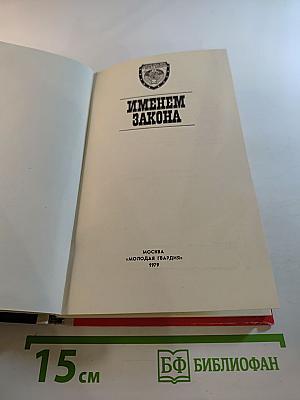 ИМЕНЕМ
ЗАКОНА
МОСКВА
«МОЛОДАЯ ГВАРДИЯ»
1979
15 см
БФ БИБЛИОФАН